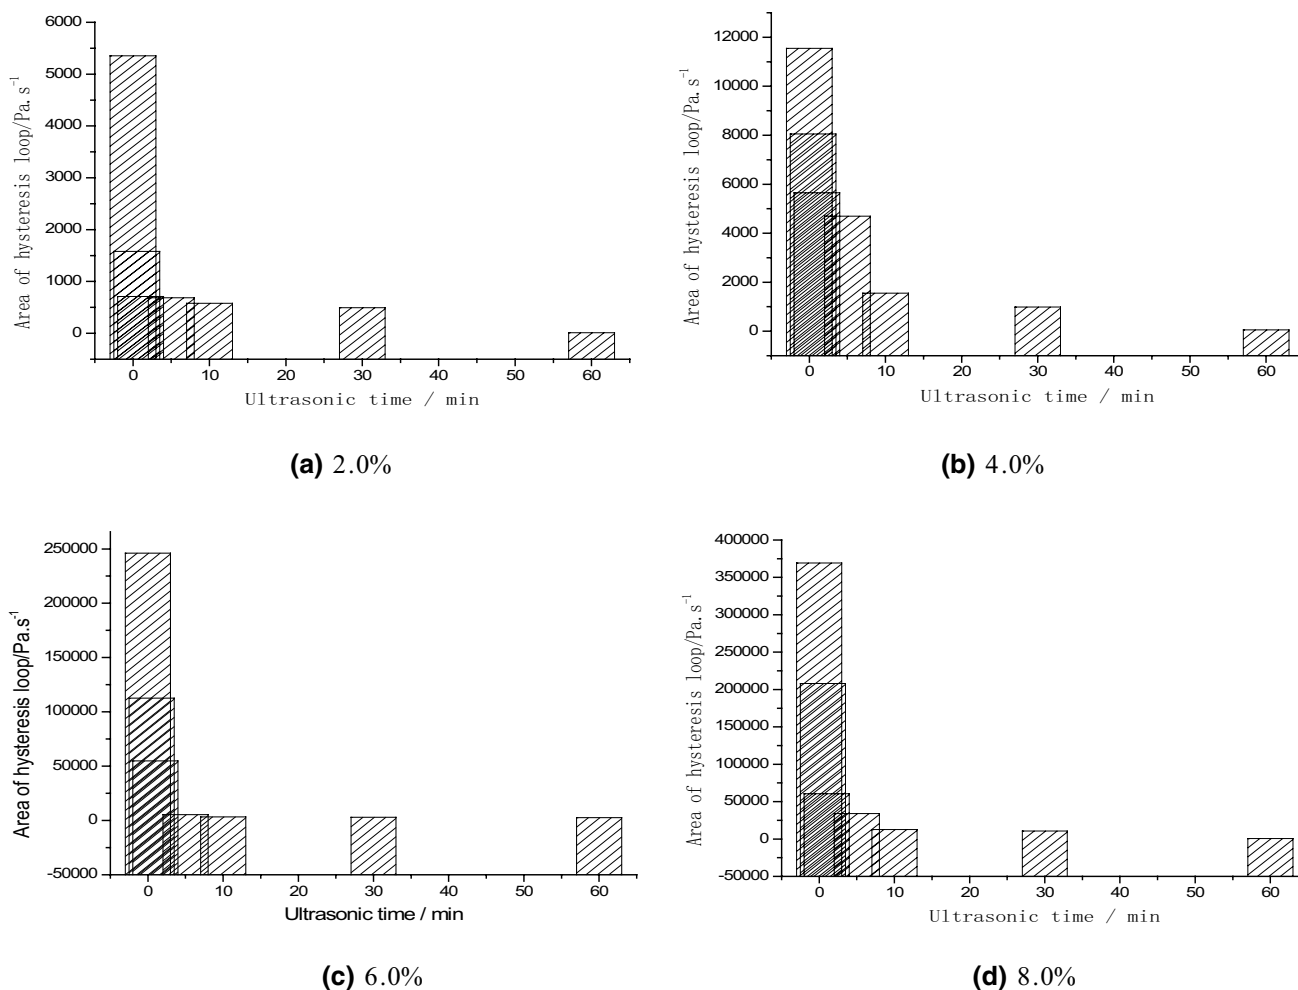 6000
5000
4000
3000
2000
1000
0
Area of hysteresis loop/Pa.s⁻¹
0 10 20 30 40 50 60
Ultrasonic time / min
(a) 2.0%
12000
10000
8000
6000
4000
2000
0
Area of hysteresis loop/Pa.s⁻¹
0 10 20 30 40 50 60
Ultrasonic time / min
(b) 4.0%
250000
200000
150000
100000
50000
0
-50000
Area of hysteresis loop/Pa.s⁻¹
0 10 20 30 40 50 60
Ultrasonic time / min
(c) 6.0%
400000
350000
300000
250000
200000
150000
100000
50000
0
-50000
Area of hysteresis loop/Pa.s⁻¹
0 10 20 30 40 50 60
Ultrasonic time / min
(d) 8.0%